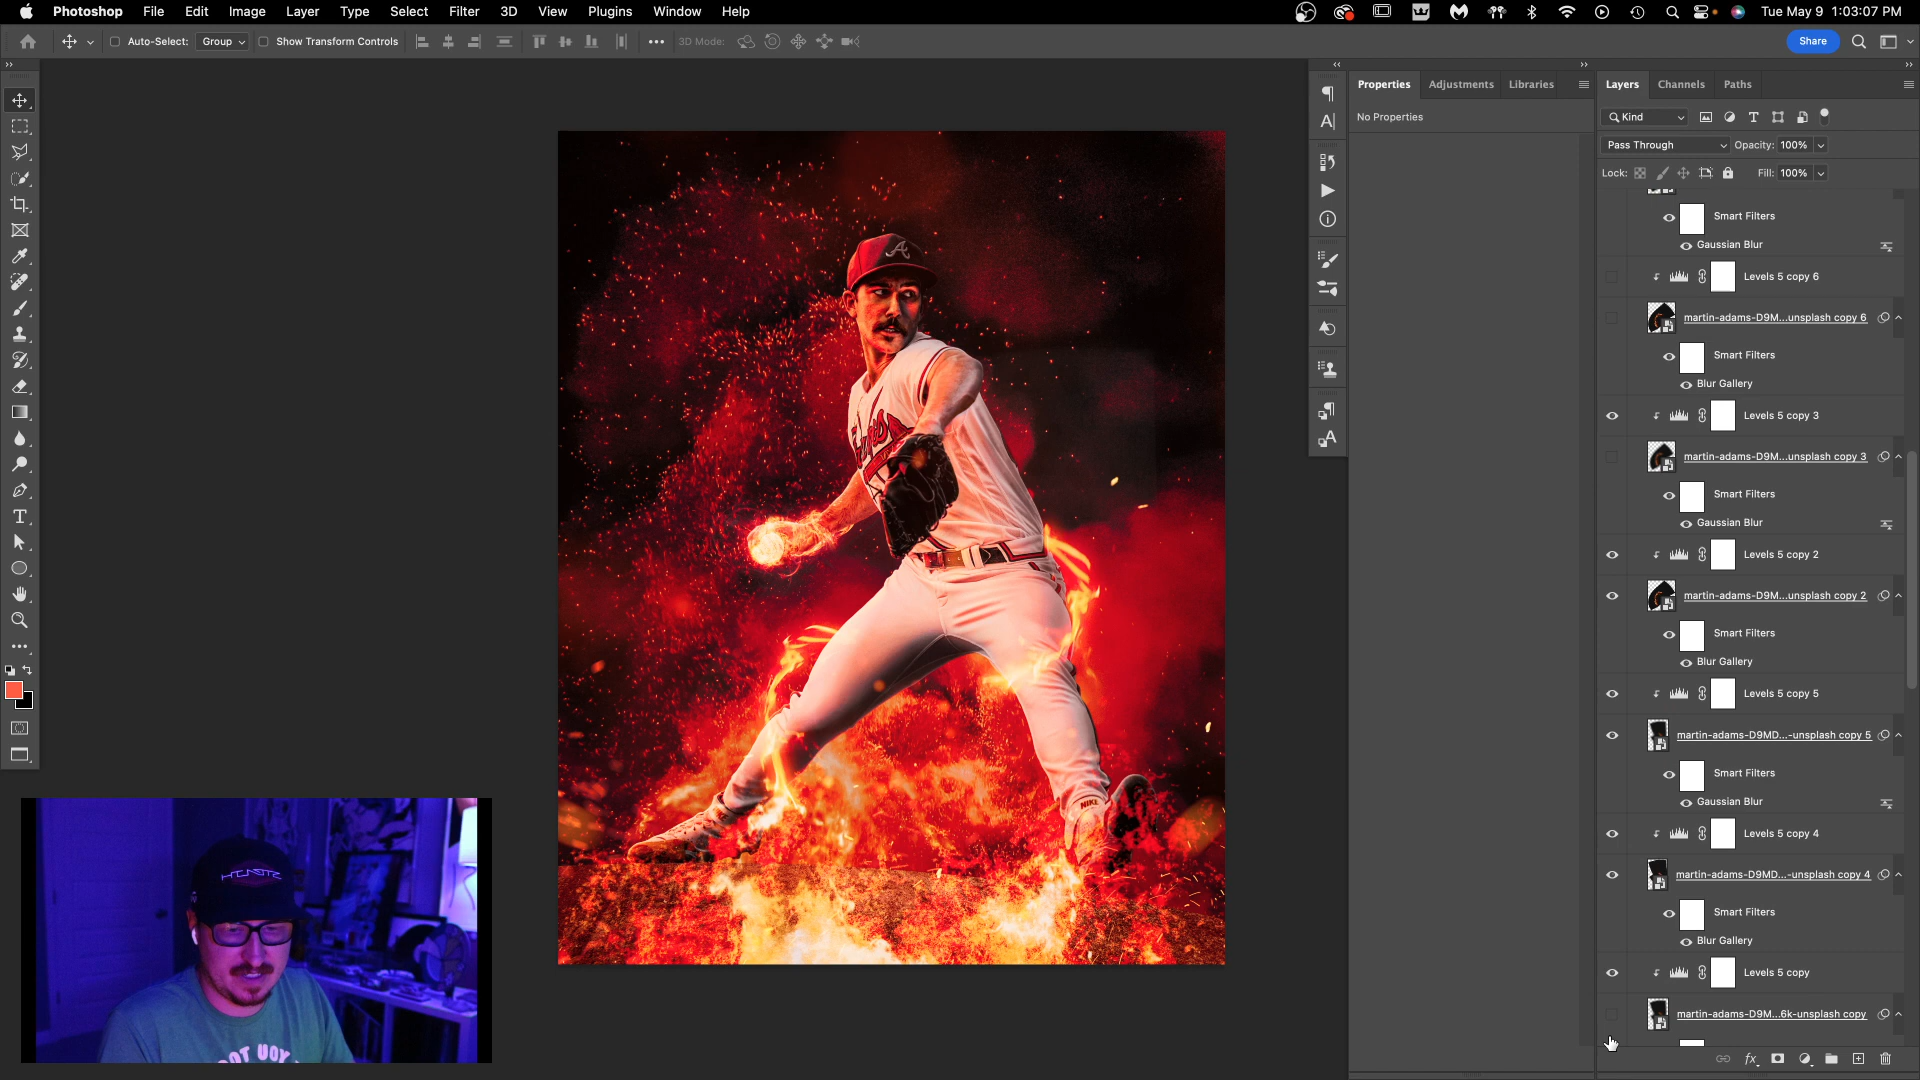 Photoshop File Edit Image Layer Type Select Filter 3D View Plugins Window Help
Tue May 9 1:03:07 PM
Auto-Select: Group Show Transform Controls
3D Mode:
Share
Properties Adjustments Libraries
No Properties
Layers Channels Paths
Kind
Pass Through Opacity: 100%
Lock: Fill: 100%
Smart Filters
Gaussian Blur
Levels 5 copy 6
martin-adams-D9M...unsplash copy 6
Smart Filters
Blur Gallery
Levels 5 copy 3
martin-adams-D9M...unsplash copy 3
Smart Filters
Gaussian Blur
Levels 5 copy 2
martin-adams-D9M...unsplash copy 2
Smart Filters
Blur Gallery
Levels 5 copy 5
martin-adams-D9MD...-unsplash copy 5
Smart Filters
Gaussian Blur
Levels 5 copy 4
martin-adams-D9MD...-unsplash copy 4
Smart Filters
Blur Gallery
Levels 5 copy
martin-adams-D9M...6k-unsplash copy
A
NIKE